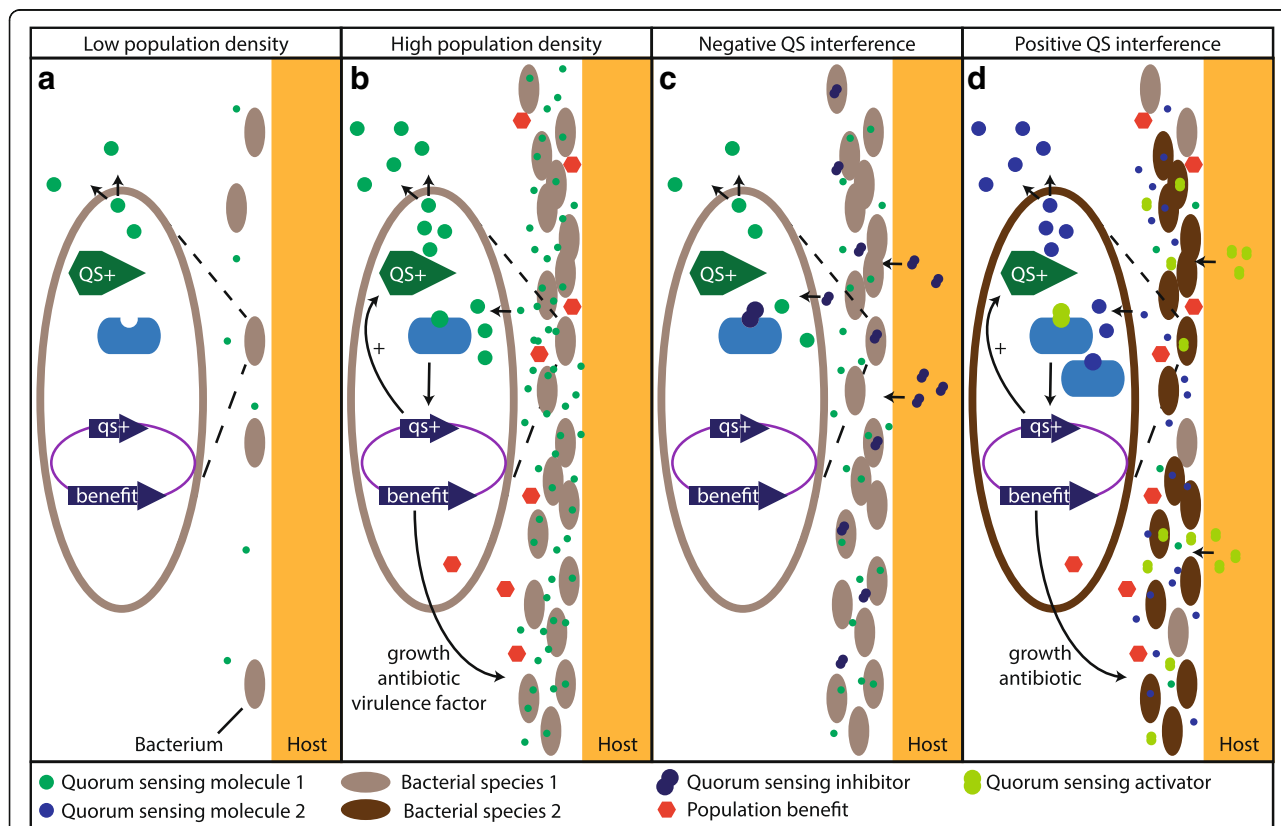 Low population density
High population density
Negative QS interference
Positive QS interference
a
b
c
d
QS+
QS+
QS+
QS+
+
+
qs+
qs+
qs+
qs+
benefit
benefit
benefit
benefit
growth
antibiotic
virulence factor
growth
antibiotic
Bacterium
Host
Host
Host
Host
Quorum sensing molecule 1
Bacterial species 1
Quorum sensing inhibitor
Quorum sensing activator
Quorum sensing molecule 2
Bacterial species 2
Population benefit